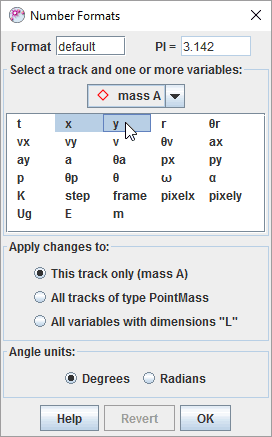 Number Formats
Format default PI = 3.142
Select a track and one or more variables:
mass A
t x y r θr
vx vy v θv ax
ay a θa px py
p θp θ ω α
K step frame pixelx pixely
Ug E m
Apply changes to:
This track only (mass A)
All tracks of type PointMass
All variables with dimensions "L"
Angle units:
Degrees Radians
Help Revert OK